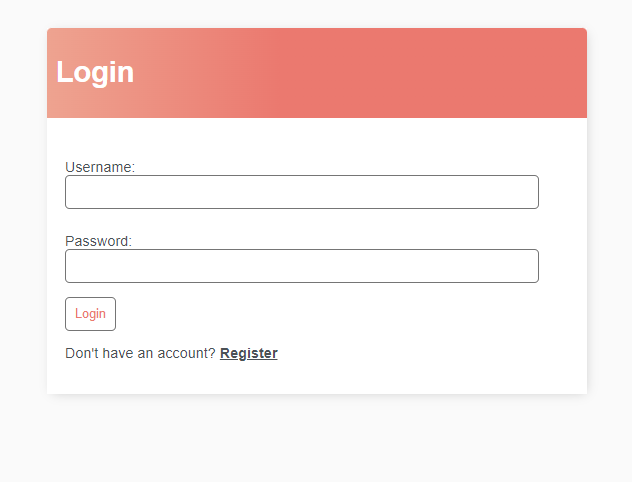 Login
Username:
Password:
Login
Don't have an account? Register